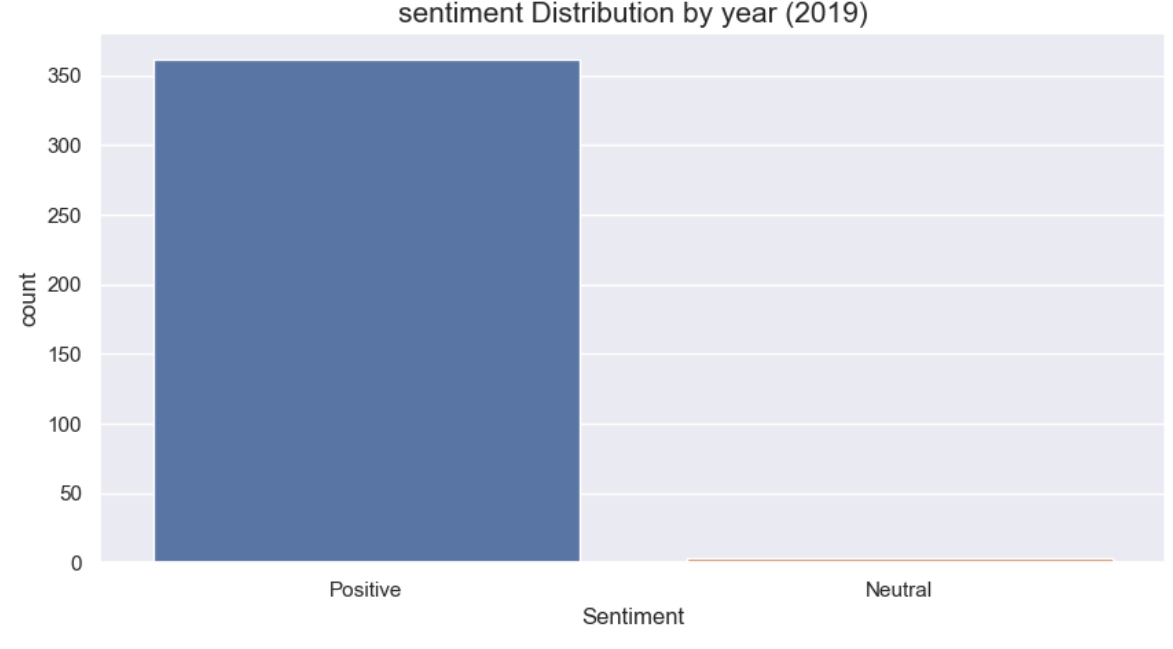 sentiment Distribution by year (2019)
350
300
250
200
150
100
50
0
count
Positive
Neutral
Sentiment